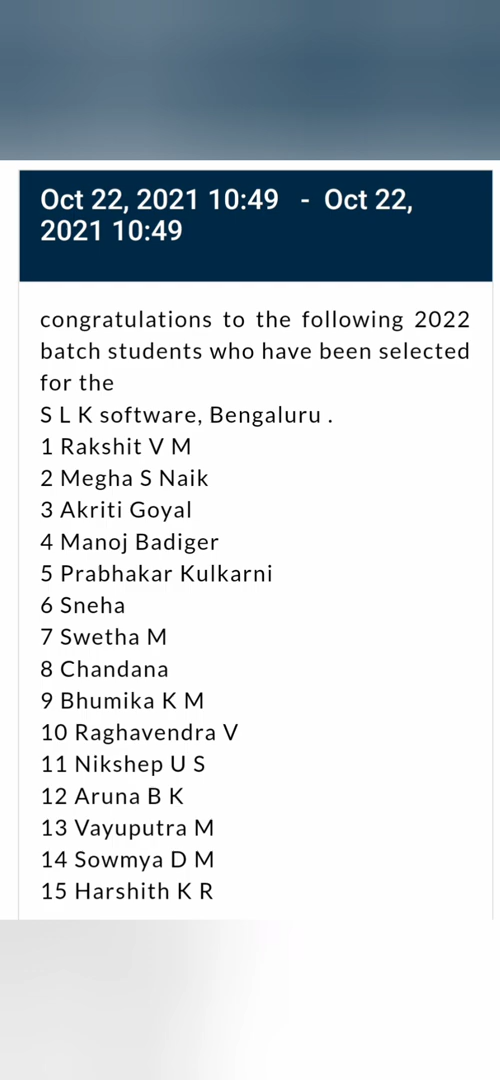 Oct 22, 2021 10:49 - Oct 22,
2021 10:49
congratulations to the following 2022
batch students who have been selected
for the
S L K software, Bengaluru .
1 Rakshit V M
2 Megha S Naik
3 Akriti Goyal
4 Manoj Badiger
5 Prabhakar Kulkarni
6 Sneha
7 Swetha M
8 Chandana
9 Bhumika K M
10 Raghavendra V
11 Nikshep U S
12 Aruna B K
13 Vayuputra M
14 Sowmya D M
15 Harshith K R